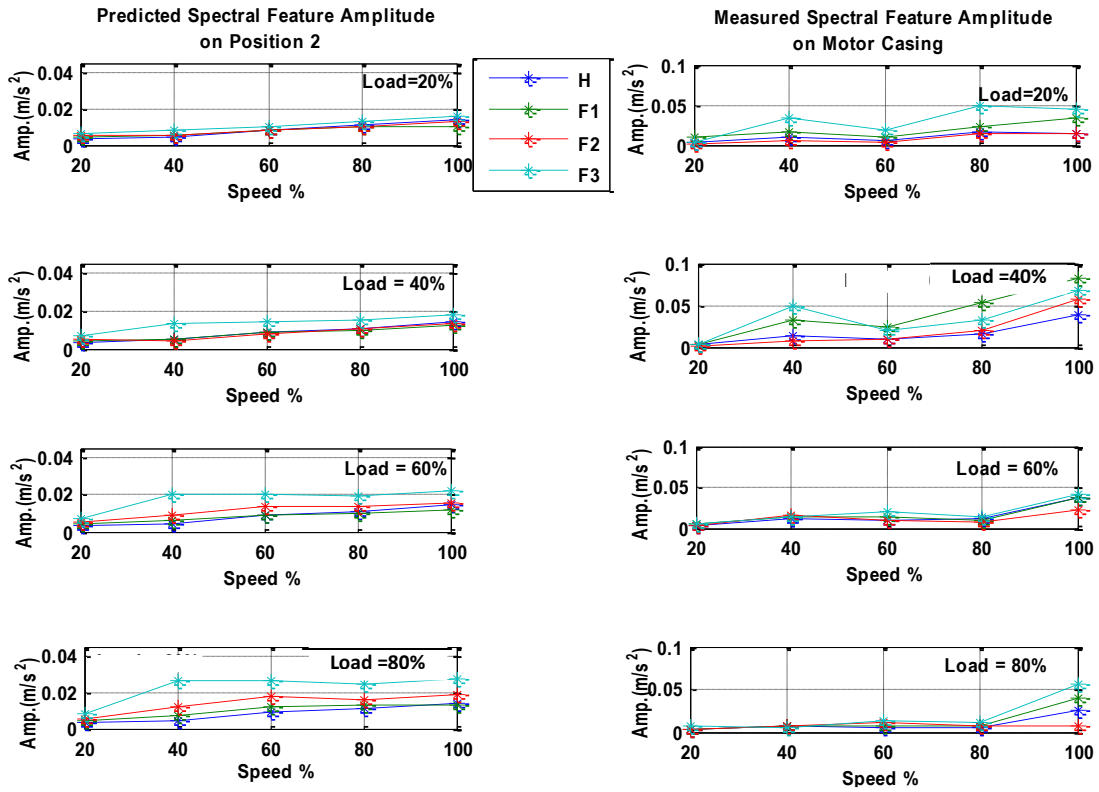 Predicted Spectral Feature Amplitude
on Position 2
Measured Spectral Feature Amplitude
on Motor Casing
Amp.(m/s²)
0.04
0.02
0
Load=20%
20 40 60 80 100
Speed %
H
F1
F2
F3
Amp.(m/s²)
0.1
0.05
0
Load=20%
20 40 60 80 100
Speed %
Amp.(m/s²)
0.04
0.02
0
Load = 40%
20 40 60 80 100
Speed %
Amp.(m/s²)
0.1
0.05
0
Load =40%
20 40 60 80 100
Speed %
Amp.(m/s²)
0.04
0.02
0
Load = 60%
20 40 60 80 100
Speed %
Amp.(m/s²)
0.1
0.05
0
Load = 60%
20 40 60 80 100
Speed %
Amp.(m/s²)
0.04
0.02
0
Load =80%
20 40 60 80 100
Speed %
Amp.(m/s²)
0.1
0.05
0
Load = 80%
20 40 60 80 100
Speed %